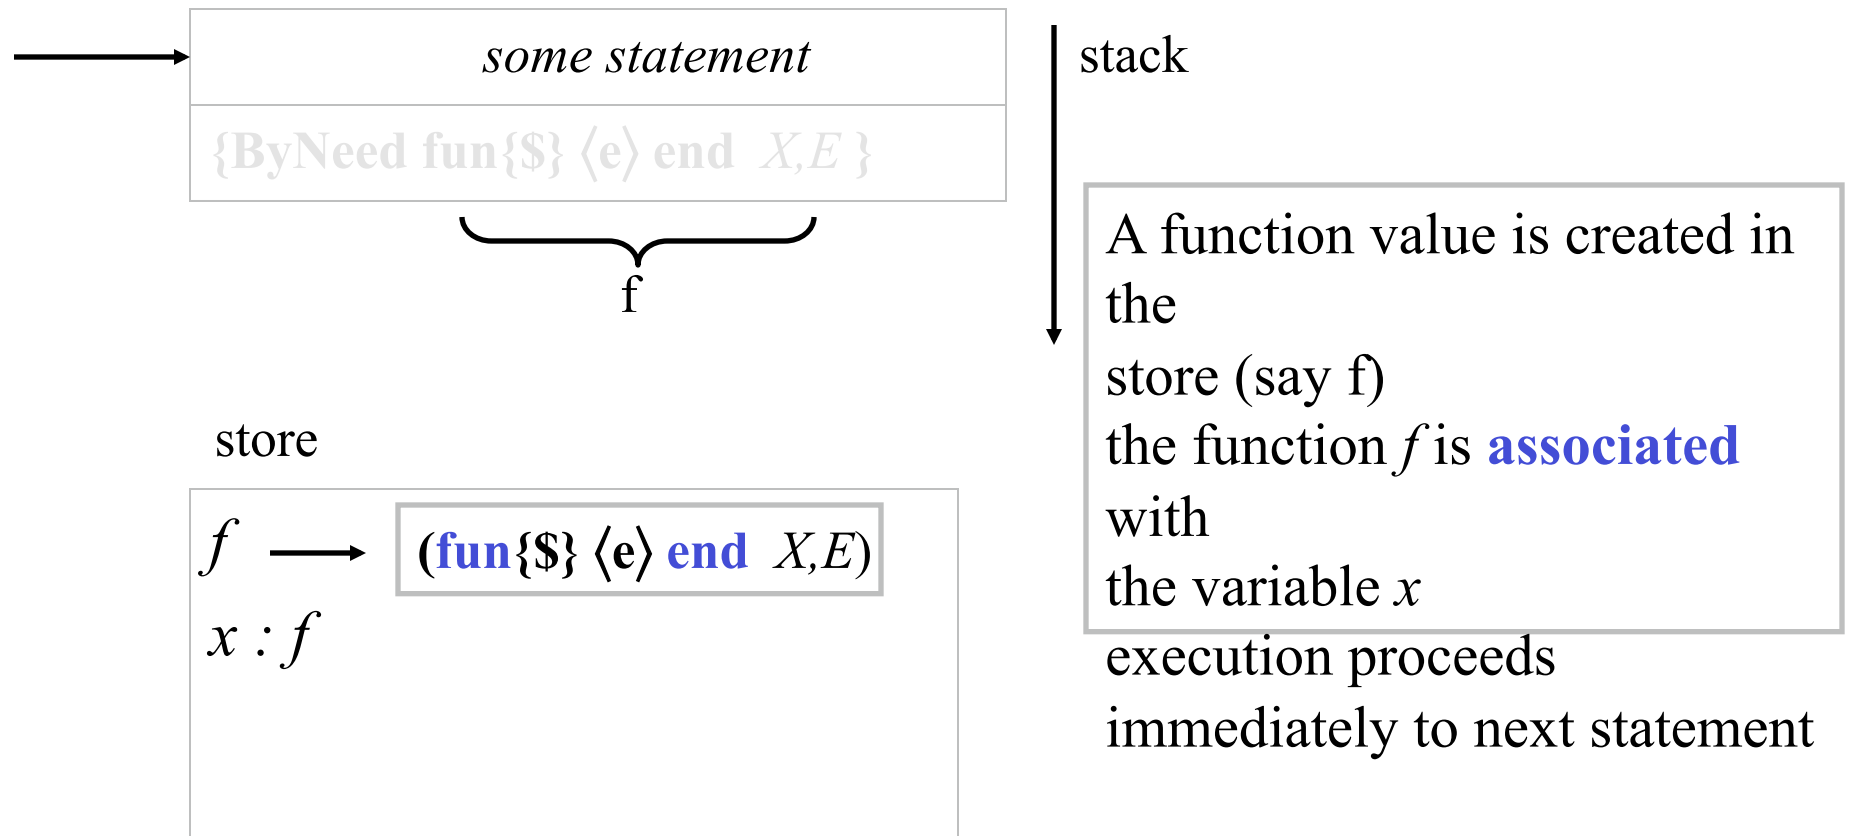 some statement
{ByNeed fun{$} ⟨e⟩ end X,E }
f
stack
store
f
(fun{$} ⟨e⟩ end X,E)
x : f
A function value is created in
the
store (say f)
the function f is associated
with
the variable x
execution proceeds
immediately to next statement